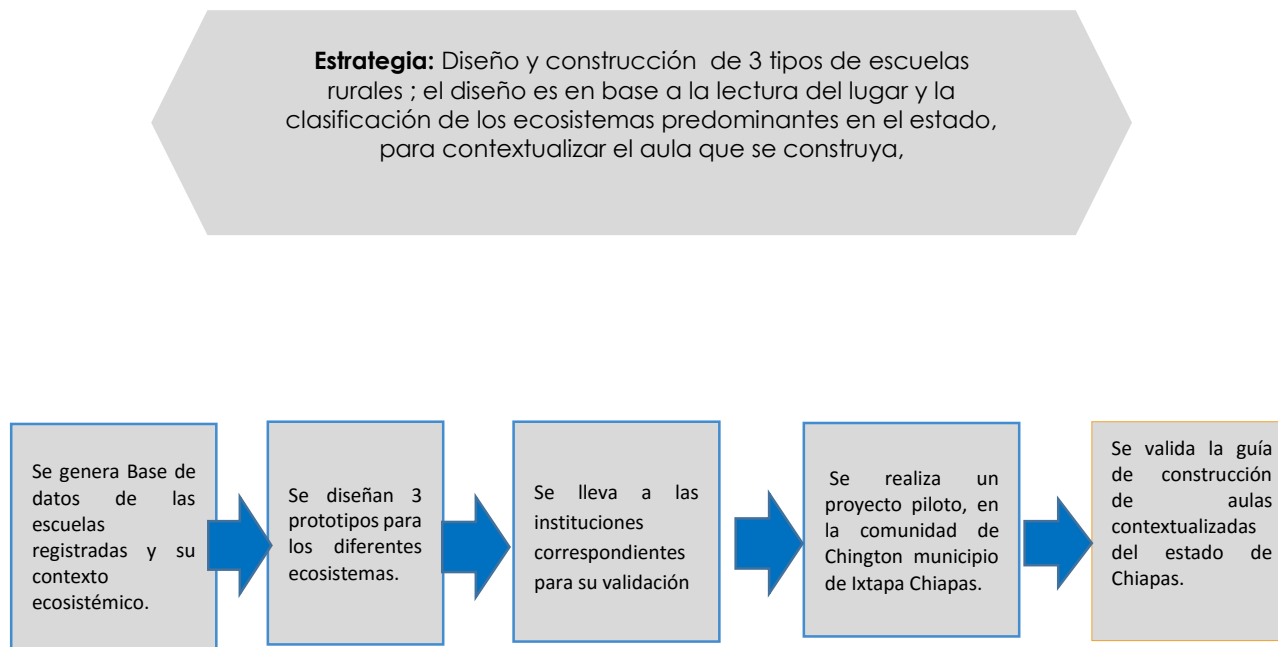 Estrategia: Diseño y construcción de 3 tipos de escuelas
rurales ; el diseño es en base a la lectura del lugar y la
clasificación de los ecosistemas predominantes en el estado,
para contextualizar el aula que se construya,
Se genera Base de
datos de las
escuelas
registradas y su
contexto
ecosistémico.
Se diseñan 3
prototipos para
los diferentes
ecosistemas.
Se lleva a las
instituciones
correspondientes
para su validación
Se realiza un
proyecto piloto, en
la comunidad de
Chington municipio
de Ixtapa Chiapas.
Se valida la guía
de construcción
de aulas
contextualizadas
del estado de
Chiapas.